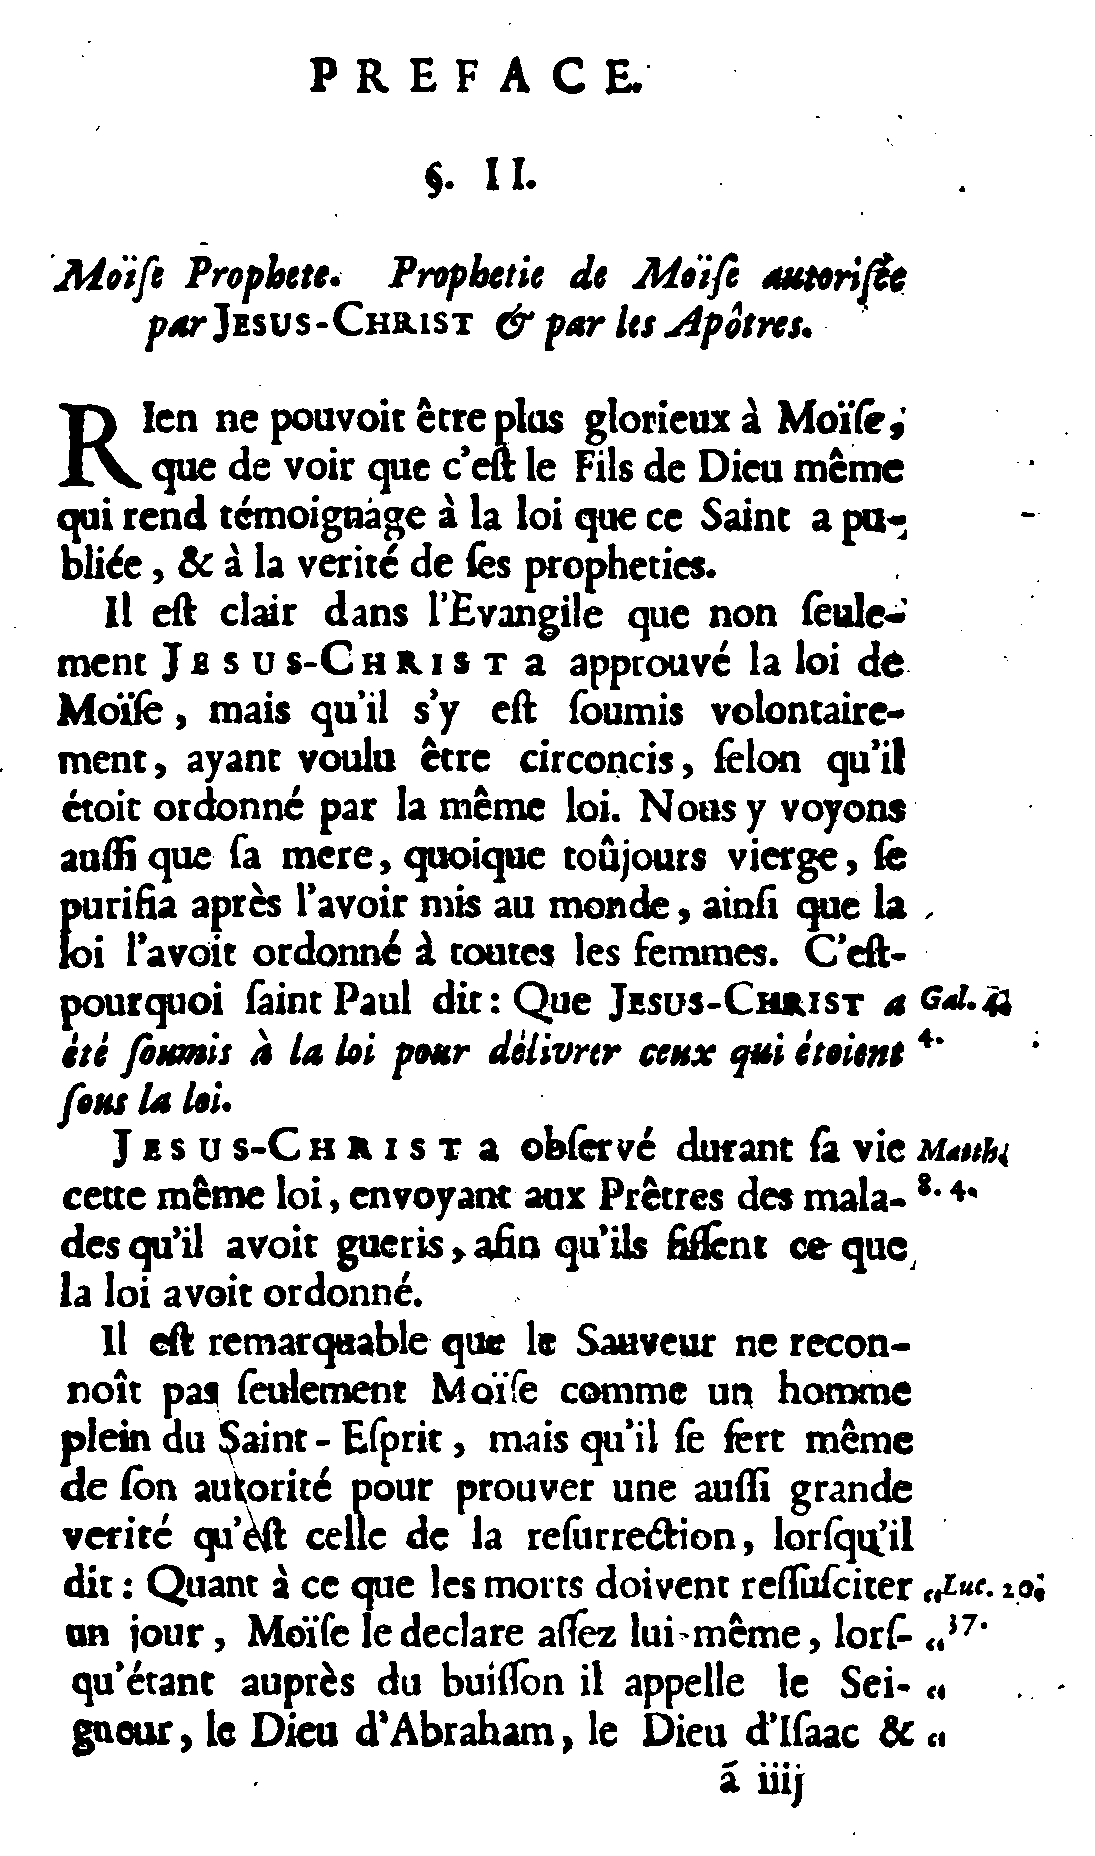 PREFACE.
§. II.
Moïſe Prophete. Prophetie de Moïſe autoriſée
par JESUS-CHRIST & par les Apôtres.
RIen ne pouvoit être plus glorieux à Moïſe,
que de voir que c'eſt le Fils de Dieu même
qui rend témoignage à la loi que ce Saint a pu-
bliée, & à la verité de ſes propheties.
Il eſt clair dans l'Evangile que non ſeule-
ment JESUS-CHRIST a approuvé la loi de
Moïſe, mais qu'il s'y eſt ſoumis volontaire-
ment, ayant voulu être circoncis, ſelon qu'il
étoit ordonné par la même loi. Nous y voyons
auſſi que ſa mere, quoique toûjours vierge, ſe
purifia après l'avoir mis au monde, ainſi que la
loi l'avoit ordonné à toutes les femmes. C'eſt-
pourquoi ſaint Paul dit : Que JESUS-CHRIST a Gal. 4.
été ſoumis à la loi pour délivrer ceux qui étoient 4.
ſous la loi.
JESUS-CHRIST a obſervé durant ſa vie Matth.
cette même loi, envoyant aux Prêtres des mala- 8. 4.
des qu'il avoit gueris, afin qu'ils fiſſent ce que
la loi avoit ordonné.
Il eſt remarquable que le Sauveur ne recon-
noît pas ſeulement Moïſe comme un homme
plein du Saint-Eſprit, mais qu'il ſe ſert même
de ſon autorité pour prouver une auſſi grande
verité qu'eſt celle de la reſurrection, lorſqu'il
dit : Quant à ce que les morts doivent reſſuſciter „Luc. 20.
un jour, Moïſe le declare aſſez lui-même, lorſ- „37.
qu'étant auprès du buiſſon il appelle le Sei- „
gneur, le Dieu d'Abraham, le Dieu d'Iſaac & „
ã iiij